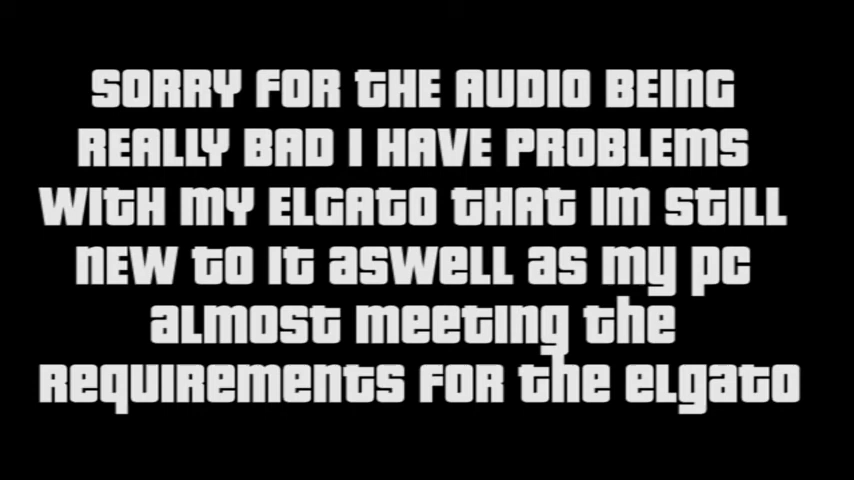 SORRY FOR tHE AUDIO BEING
REALLY BAD I HAVE PROBLEMS
WItH MY ELGAtO tHAt IM StILL
NEW to It aswell as my pc
almost meeting the
Requirements for the elgato